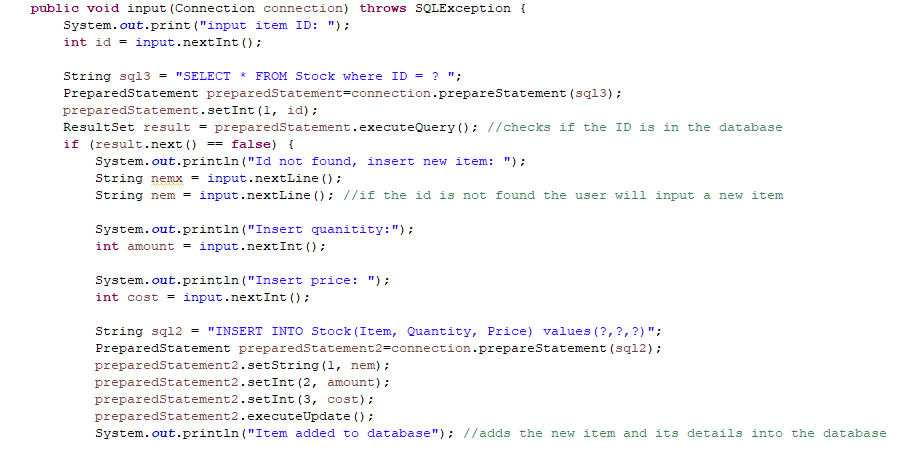 public void input(Connection connection) throws SQLException {
System.out.print("input item ID: ");
int id = input.nextInt();
String sql3 = "SELECT * FROM Stock where ID = ? ";
PreparedStatement preparedStatement=connection.prepareStatement(sql3);
preparedStatement.setInt(1, id);
ResultSet result = preparedStatement.executeQuery(); //checks if the ID is in the database
if (result.next() == false) {
System.out.println("Id not found, insert new item: ");
String nemx = input.nextLine();
String nem = input.nextLine(); //if the id is not found the user will input a new item
System.out.println("Insert quanitity:");
int amount = input.nextInt();
System.out.println("Insert price: ");
int cost = input.nextInt();
String sql2 = "INSERT INTO Stock(Item, Quantity, Price) values(?,?,?)";
PreparedStatement preparedStatement2=connection.prepareStatement(sql2);
preparedStatement2.setString(1, nem);
preparedStatement2.setInt(2, amount);
preparedStatement2.setInt(3, cost);
preparedStatement2.executeUpdate();
System.out.println("Item added to database"); //adds the new item and its details into the database